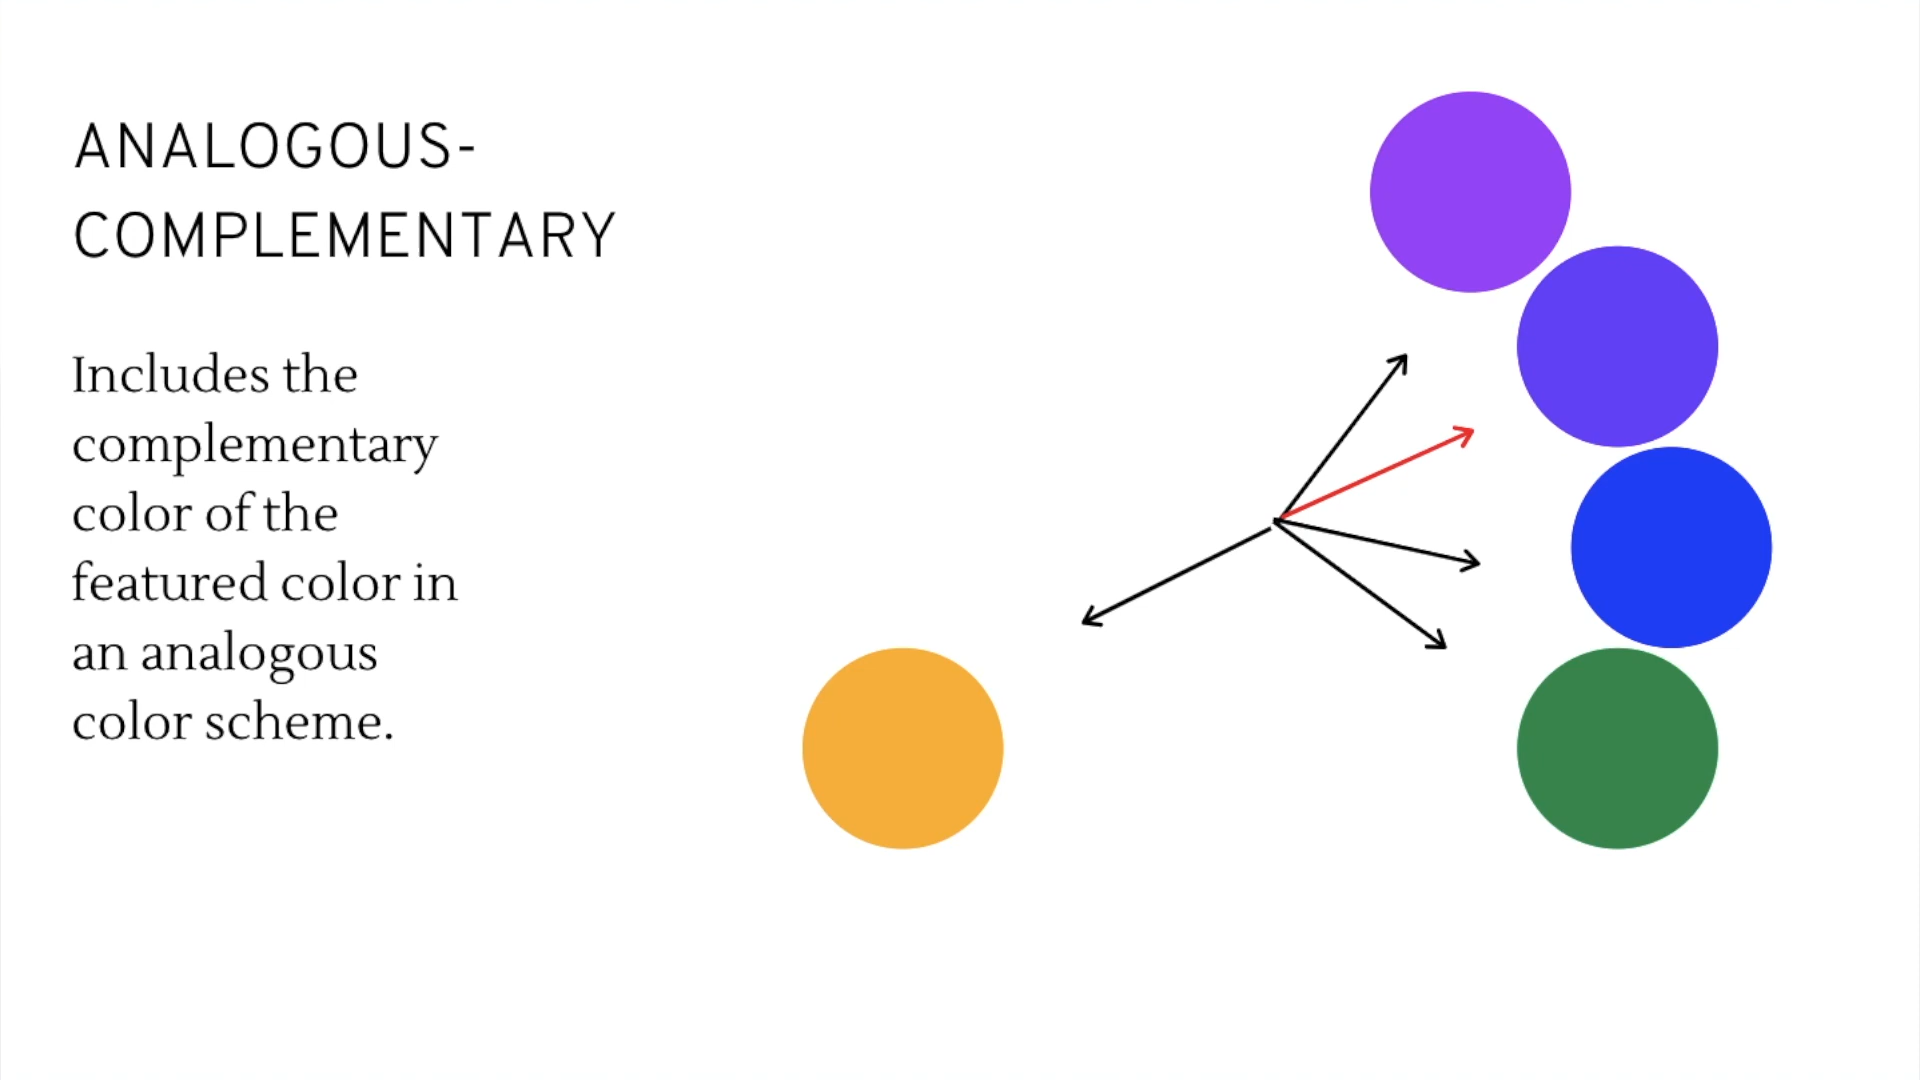 ANALOGOUS-
COMPLEMENTARY
Includes the
complementary
color of the
featured color in
an analogous
color scheme.